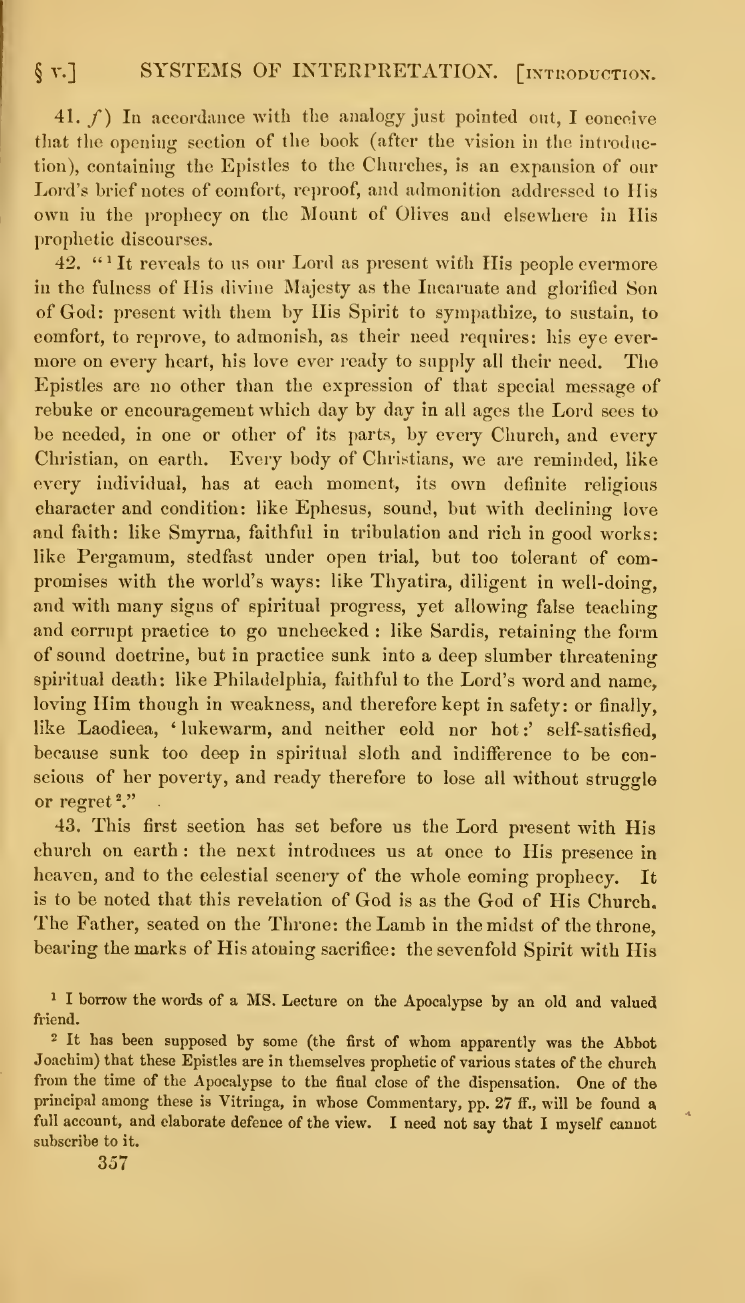 § v.] SYSTEMS OF INTERPRETATION. [INTRODUCTION.
41. f) In accordance with the analogy just pointed out, I conceive
that the opening section of the book (after the vision in the introduc-
tion), containing the Epistles to the Churches, is an expansion of our
Lord's brief notes of comfort, reproof, and admonition addressed to His
own in the prophecy on the Mount of Olives and elsewhere in His
prophetic discourses.
42. “ ¹ It reveals to us our Lord as present with His people evermore
in the fulness of His divine Majesty as the Incarnate and glorified Son
of God: present with them by His Spirit to sympathize, to sustain, to
comfort, to reprove, to admonish, as their need requires: his eye ever-
more on every heart, his love ever ready to supply all their need. The
Epistles are no other than the expression of that special message of
rebuke or encouragement which day by day in all ages the Lord sees to
be needed, in one or other of its parts, by every Church, and every
Christian, on earth. Every body of Christians, we are reminded, like
every individual, has at each moment, its own definite religious
character and condition: like Ephesus, sound, but with declining love
and faith: like Smyrna, faithful in tribulation and rich in good works:
like Pergamum, stedfast under open trial, but too tolerant of com-
promises with the world's ways: like Thyatira, diligent in well-doing,
and with many signs of spiritual progress, yet allowing false teaching
and corrupt practice to go unchecked : like Sardis, retaining the form
of sound doctrine, but in practice sunk into a deep slumber threatening
spiritual death: like Philadelphia, faithful to the Lord's word and name,
loving Him though in weakness, and therefore kept in safety: or finally,
like Laodicea, ‘ lukewarm, and neither cold nor hot:’ self-satisfied,
because sunk too deep in spiritual sloth and indifference to be con-
scious of her poverty, and ready therefore to lose all without struggle
or regret ².”
43. This first section has set before us the Lord present with His
church on earth : the next introduces us at once to His presence in
heaven, and to the celestial scenery of the whole coming prophecy. It
is to be noted that this revelation of God is as the God of His Church.
The Father, seated on the Throne: the Lamb in the midst of the throne,
bearing the marks of His atoning sacrifice: the sevenfold Spirit with His
¹ I borrow the words of a MS. Lecture on the Apocalypse by an old and valued
friend.
² It has been supposed by some (the first of whom apparently was the Abbot
Joachim) that these Epistles are in themselves prophetic of various states of the church
from the time of the Apocalypse to the final close of the dispensation. One of the
principal among these is Vitringa, in whose Commentary, pp. 27 ff., will be found a
full account, and elaborate defence of the view. I need not say that I myself cannot
subscribe to it.
357